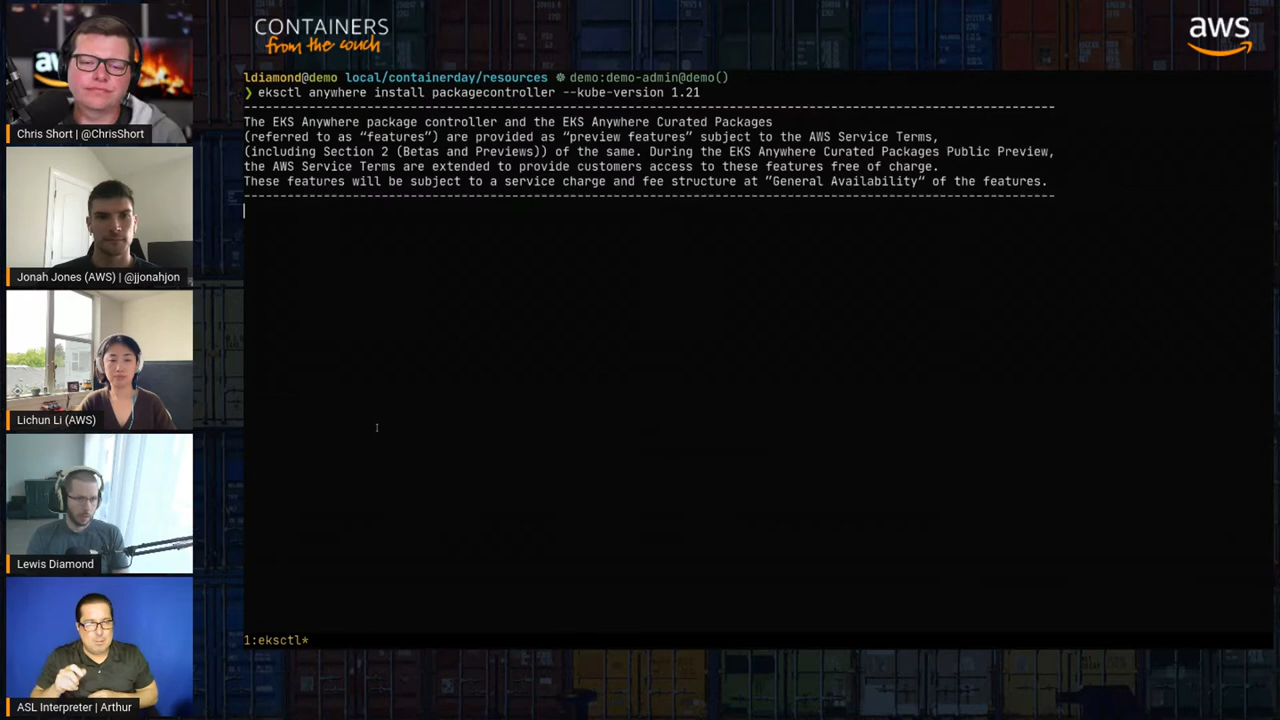 CONTAINERS
from the couch
aws
Chris Short | @ChrisShort
Jonah Jones (AWS) | @jjonahjon
Lichun Li (AWS)
Lewis Diamond
ASL Interpreter | Arthur
ldiamond@demo local/containerday/resources ☸ demo:demo-admin@demo()
❯ eksctl anywhere install packagecontroller --kube-version 1.21
--------------------------------------------------------------------------------------------------------------------
The EKS Anywhere package controller and the EKS Anywhere Curated Packages
(referred to as “features”) are provided as “preview features” subject to the AWS Service Terms,
(including Section 2 (Betas and Previews)) of the same. During the EKS Anywhere Curated Packages Public Preview,
the AWS Service Terms are extended to provide customers access to these features free of charge.
These features will be subject to a service charge and fee structure at ”General Availability“ of the features.
--------------------------------------------------------------------------------------------------------------------
1:eksctl*